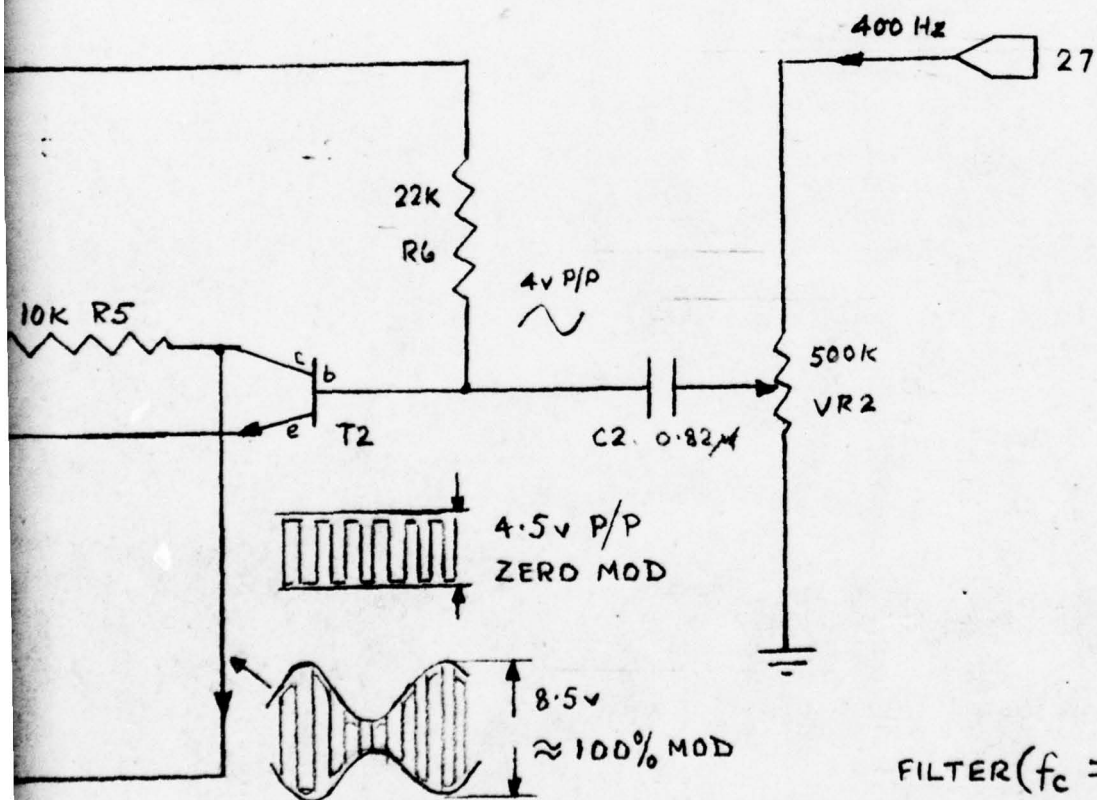 400 Hz
27
22K
R6
4v P/P
10K R5
c
b
e
T2
500K
VR2
C2. 0.82μ
4.5v P/P
ZERO MOD
8.5v
≈ 100% MOD
FILTER (fc =